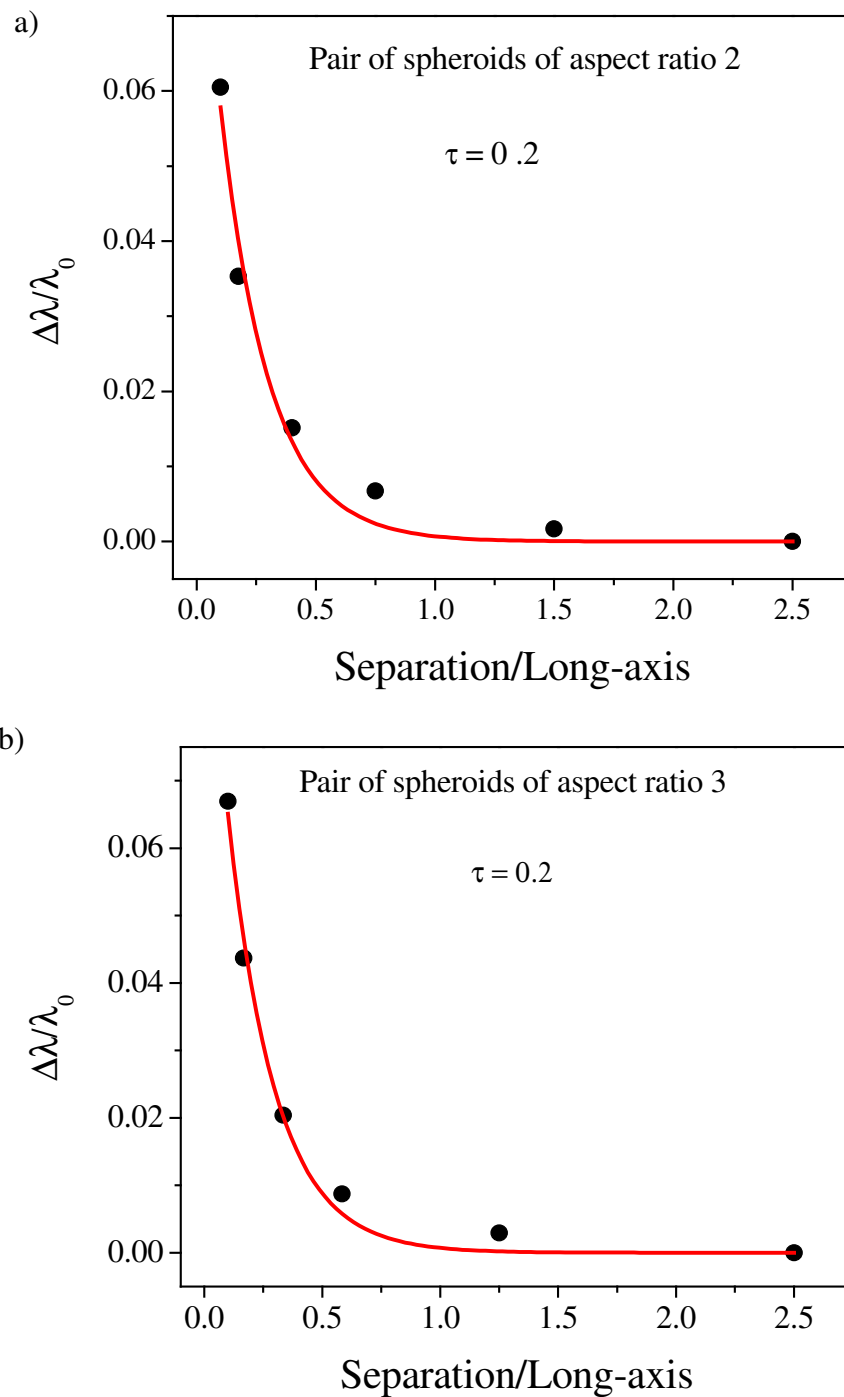 a)
Pair of spheroids of aspect ratio 2
τ = 0 .2
0.06
0.04
0.02
0.00
Δλ/λ0
0.0 0.5 1.0 1.5 2.0 2.5
Separation/Long-axis
b)
Pair of spheroids of aspect ratio 3
τ = 0.2
0.06
0.04
0.02
0.00
Δλ/λ0
0.0 0.5 1.0 1.5 2.0 2.5
Separation/Long-axis